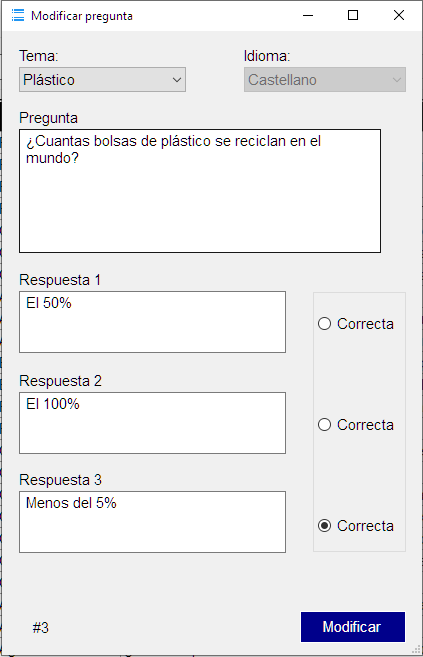 Modificar pregunta
Tema:
Idioma:
Plástico
Castellano
Pregunta
¿Cuantas bolsas de plástico se reciclan en el
mundo?
Respuesta 1
El 50%
Correcta
Respuesta 2
El 100%
Correcta
Respuesta 3
Menos del 5%
Correcta
#3
Modificar